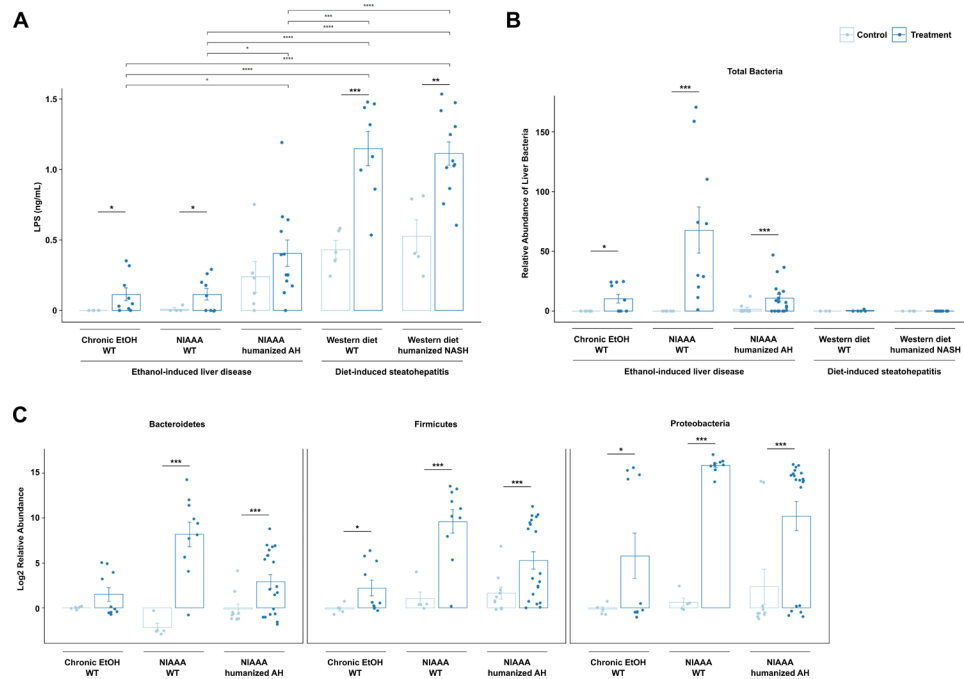 A
****
***
****
****
*
****
****
*
LPS (ng/mL)
1.5
1.0
0.5
0.0
*
*
***
**
Chronic EtOH
WT
NIAAA
WT
NIAAA
humanized AH
Western diet
WT
Western diet
humanized NASH
Ethanol-induced liver disease
Diet-induced steatohepatitis
B
Control
Treatment
Total Bacteria
Relative Abundance of Liver Bacteria
150
100
50
0
*
***
***
Chronic EtOH
WT
NIAAA
WT
NIAAA
humanized AH
Western diet
WT
Western diet
humanized NASH
Ethanol-induced liver disease
Diet-induced steatohepatitis
C
Log2 Relative Abundance
15
10
5
0
Bacteroidetes
***
***
Chronic EtOH
WT
NIAAA
WT
NIAAA
humanized AH
Firmicutes
*
***
***
Chronic EtOH
WT
NIAAA
WT
NIAAA
humanized AH
Proteobacteria
*
***
***
Chronic EtOH
WT
NIAAA
WT
NIAAA
humanized AH